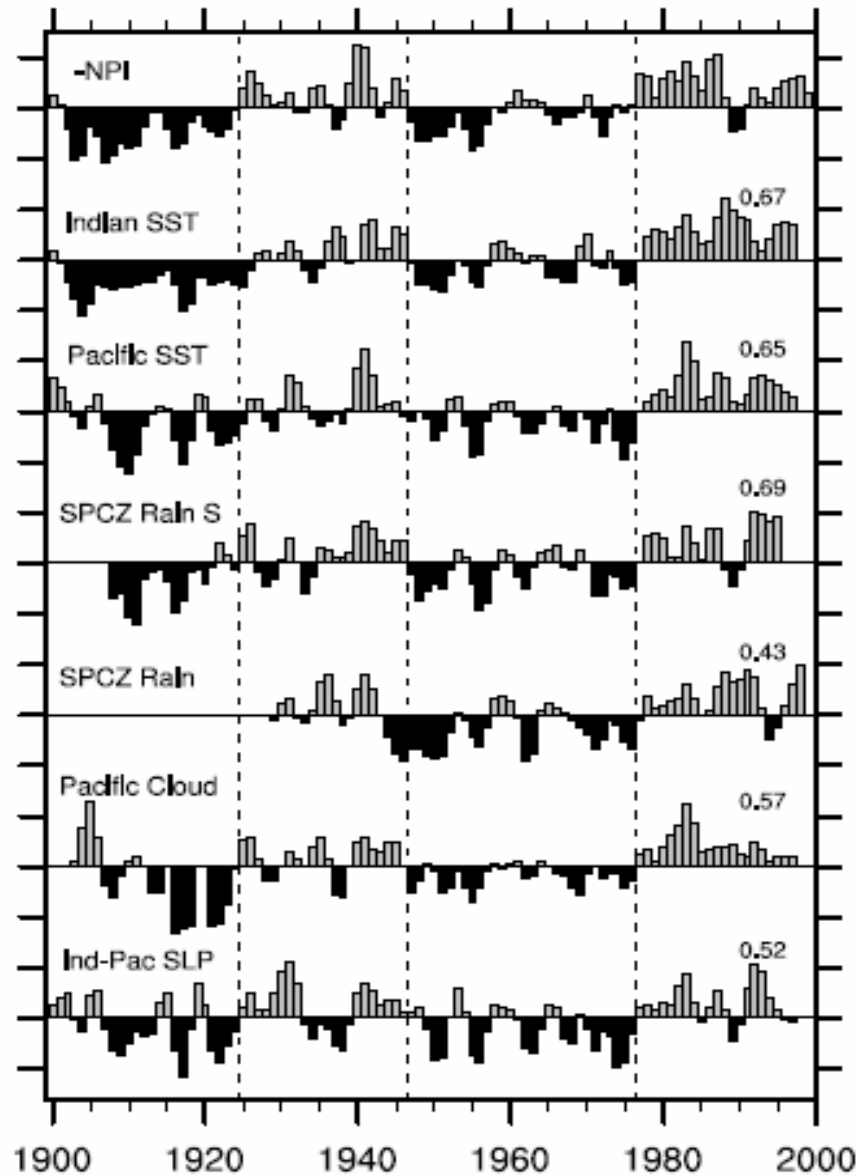 -NPI
Indian SST
0.67
Pacific SST
0.65
SPCZ Rain S
0.69
SPCZ Rain
0.43
Pacific Cloud
0.57
Ind-Pac SLP
0.52
1900 1920 1940 1960 1980 2000